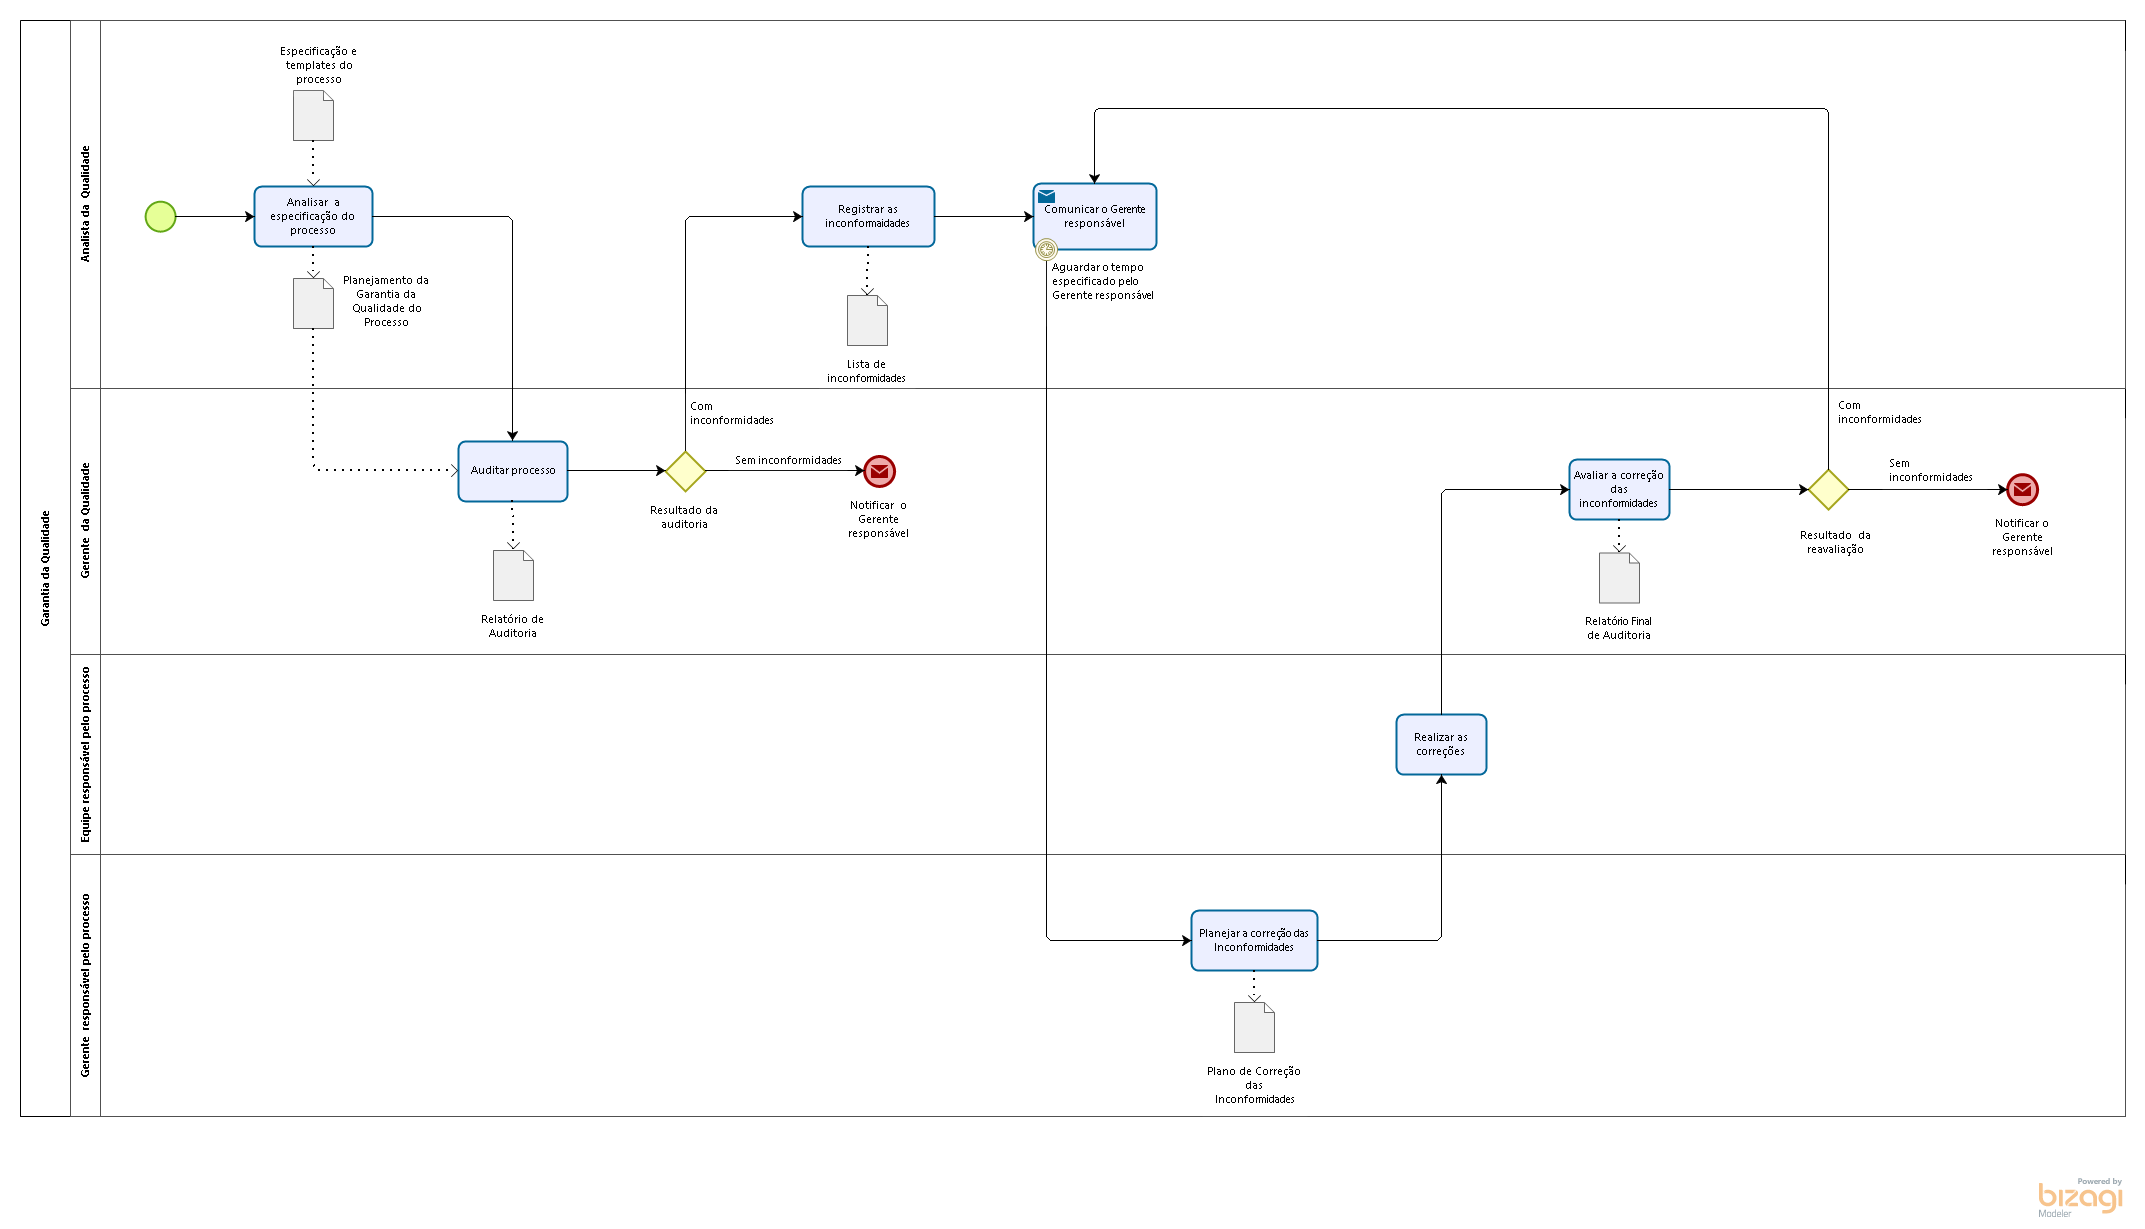 Garantia da Qualidade
Analista da Qualidade
Especificação e
templates do
processo
Analisar a
especificação do
processo
Planejamento da
Garantia da
Qualidade do
Processo
Registrar as
inconformaidades
Lista de
inconformidades
Comunicar o Gerente
responsável
Aguardar o tempo
especificado pelo
Gerente responsável
Gerente da Qualidade
Auditar processo
Relatório de
Auditoria
Com
inconformidades
Resultado da
auditoria
Sem inconformidades
Notificar o
Gerente
responsável
Avaliar a correção
das
inconformidades
Relatório Final
de Auditoria
Com
inconformidades
Resultado da
reavaliação
Sem
inconformidades
Notificar o
Gerente
responsável
Equipe responsável pelo processo
Realizar as
correções
Gerente responsável pelo processo
Planejar a correção das
Inconformidades
Plano de Correção
das
Inconformidades
Powered by
bizagi
Modeler